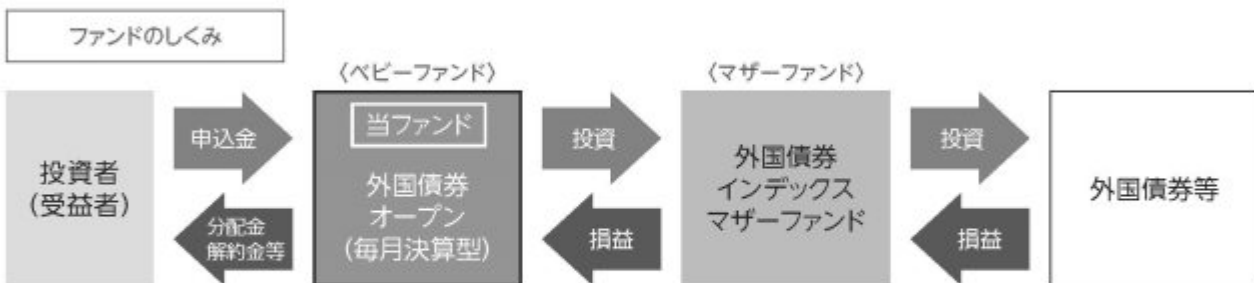 ファンドのしくみ
〈ベビーファンド〉
〈マザーファンド〉
投資者
(受益者)
申込金
分配金
解約金等
当ファンド
外国債券
オープン
(毎月決算型)
投資
損益
外国債券
インデックス
マザーファンド
投資
損益
外国債券等